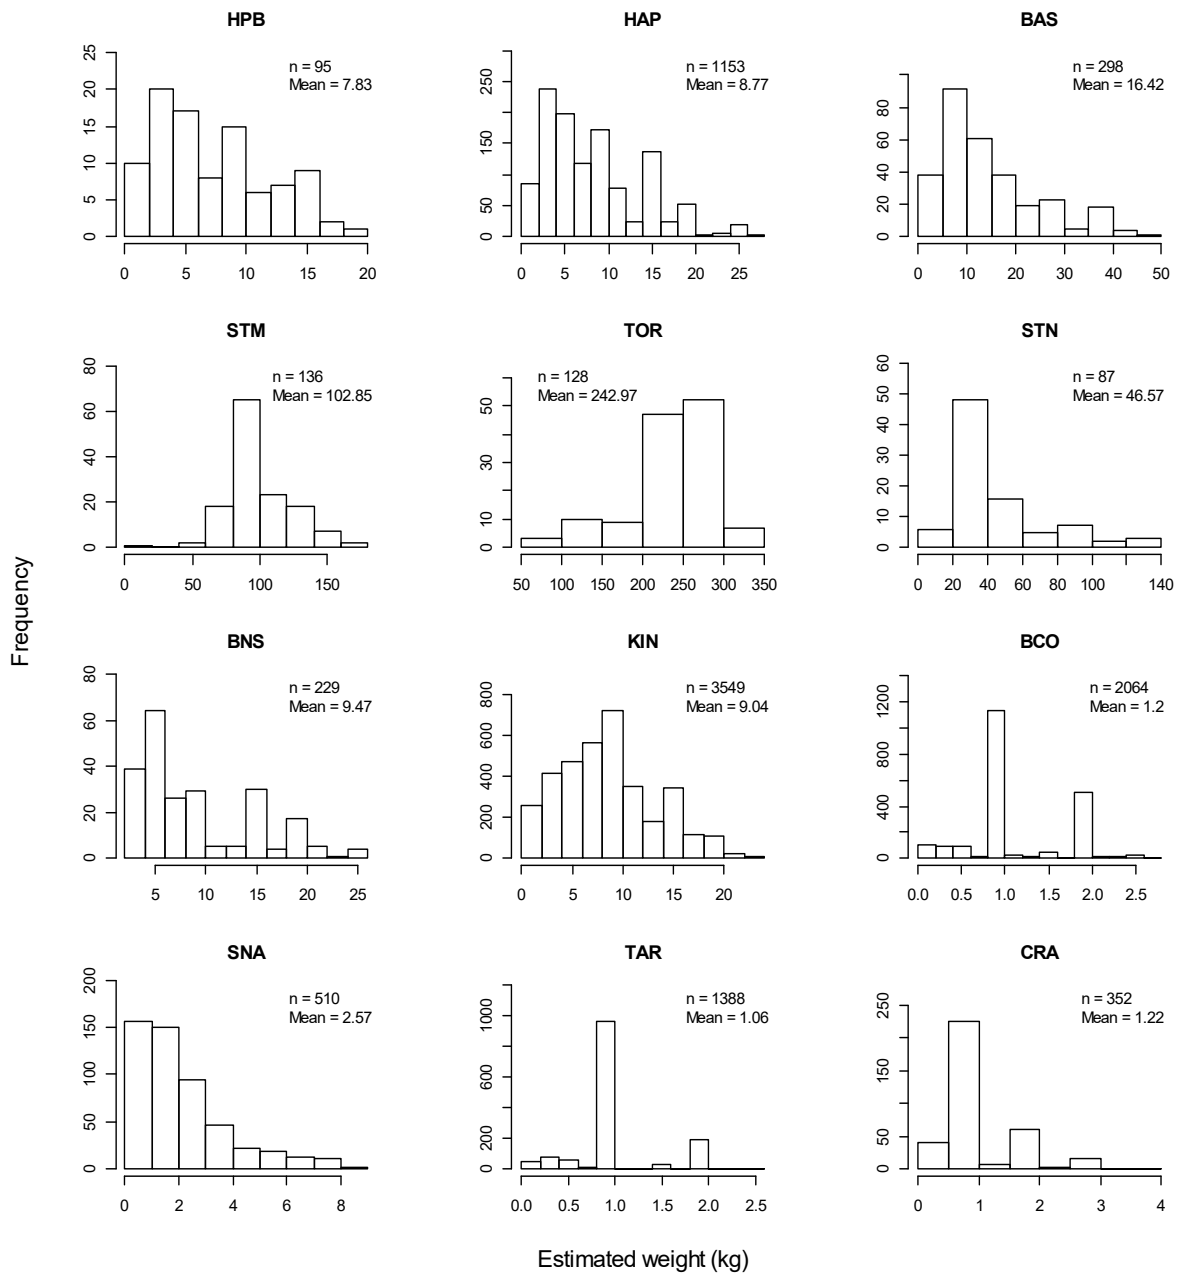 HPB
n = 95
Mean = 7.83
0 5 10 15 20 25
0 5 10 15 20
HAP
n = 1153
Mean = 8.77
0 50 150 250
0 5 10 15 20 25
BAS
n = 298
Mean = 16.42
0 20 40 60 80
0 10 20 30 40 50
STM
n = 136
Mean = 102.85
0 20 40 60 80
0 50 100 150
TOR
n = 128
Mean = 242.97
0 10 30 50
50 100 150 200 250 300 350
STN
n = 87
Mean = 46.57
0 10 20 30 40 50 60
0 20 40 60 80 100 140
Frequency
BNS
n = 229
Mean = 9.47
0 20 40 60 80
5 10 15 20 25
KIN
n = 3549
Mean = 9.04
0 200 400 600 800
0 5 10 15 20
BCO
n = 2064
Mean = 1.2
0 400 800 1200
0.0 0.5 1.0 1.5 2.0 2.5
SNA
n = 510
Mean = 2.57
0 50 100 150 200
0 2 4 6 8
TAR
n = 1388
Mean = 1.06
0 200 600 1000
0.0 0.5 1.0 1.5 2.0 2.5
CRA
n = 352
Mean = 1.22
0 50 150 250
0 1 2 3 4
Estimated weight (kg)